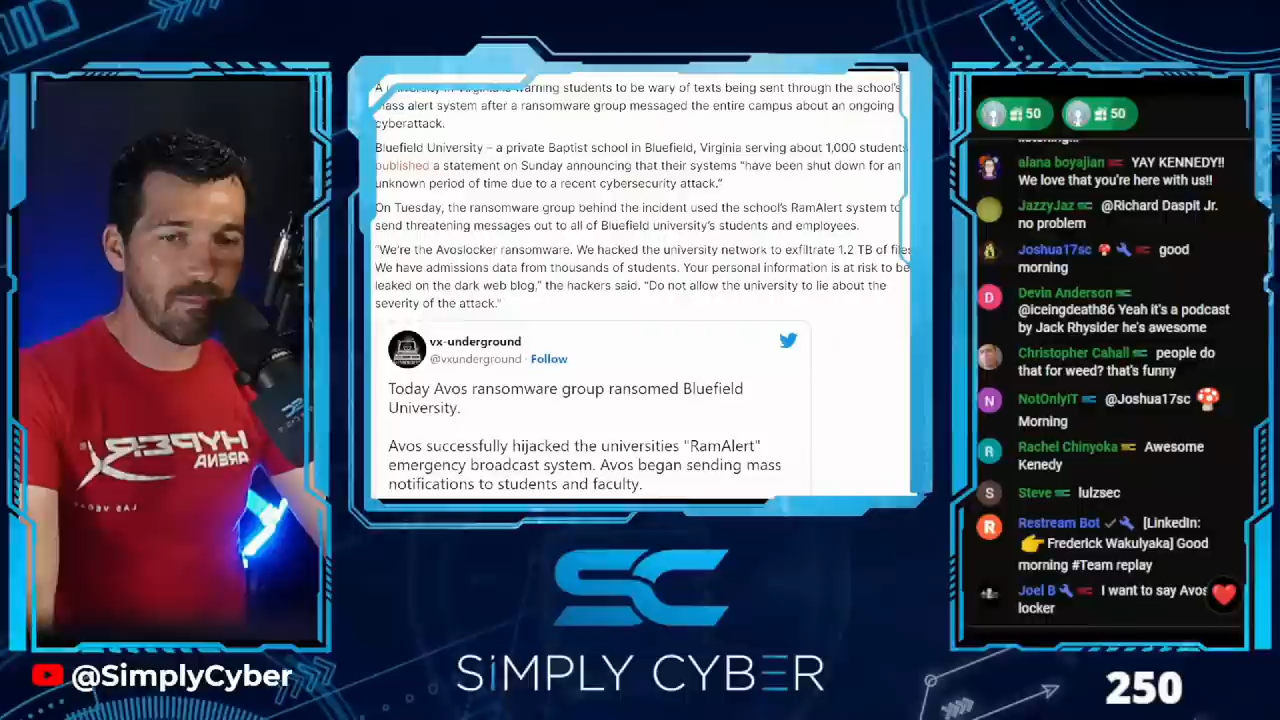 A university in Virginia is warning students to be wary of texts being sent through the school's
mass alert system after a ransomware group messaged the entire campus about an ongoing
cyberattack.
Bluefield University – a private Baptist school in Bluefield, Virginia serving about 1,000 students
published a statement on Sunday announcing that their systems "have been shut down for an
unknown period of time due to a recent cybersecurity attack."
On Tuesday, the ransomware group behind the incident used the school's RamAlert system to
send threatening messages out to all of Bluefield university's students and employees.
"We're the Avoslocker ransomware. We hacked the university network to exfiltrate 1.2 TB of files
We have admissions data from thousands of students. Your personal information is at risk to be
leaked on the dark web blog," the hackers said. "Do not allow the university to lie about the
severity of the attack."
vx-underground
@vxunderground · Follow
Today Avos ransomware group ransomed Bluefield
University.
Avos successfully hijacked the universities "RamAlert"
emergency broadcast system. Avos began sending mass
notifications to students and faculty.
HYPERX
ARENA
LAS VEGAS
50
50
alana boyajian YAY KENNEDY!!
We love that you're here with us!!
JazzyJaz @Richard Daspit Jr.
no problem
Joshua17sc good
morning
Devin Anderson
@iceingdeath86 Yeah it's a podcast
by Jack Rhysider he's awesome
Christopher Cahall people do
that for weed? that's funny
NotOnlyIT @Joshua17sc
Morning
Rachel Chinyoka Awesome
Kenedy
Steve lulzsec
Restream Bot [LinkedIn:
Frederick Wakulyaka] Good
morning #Team replay
Joel B I want to say Avos
locker
SC
SiMPLY CYBER
@SimplyCyber
250